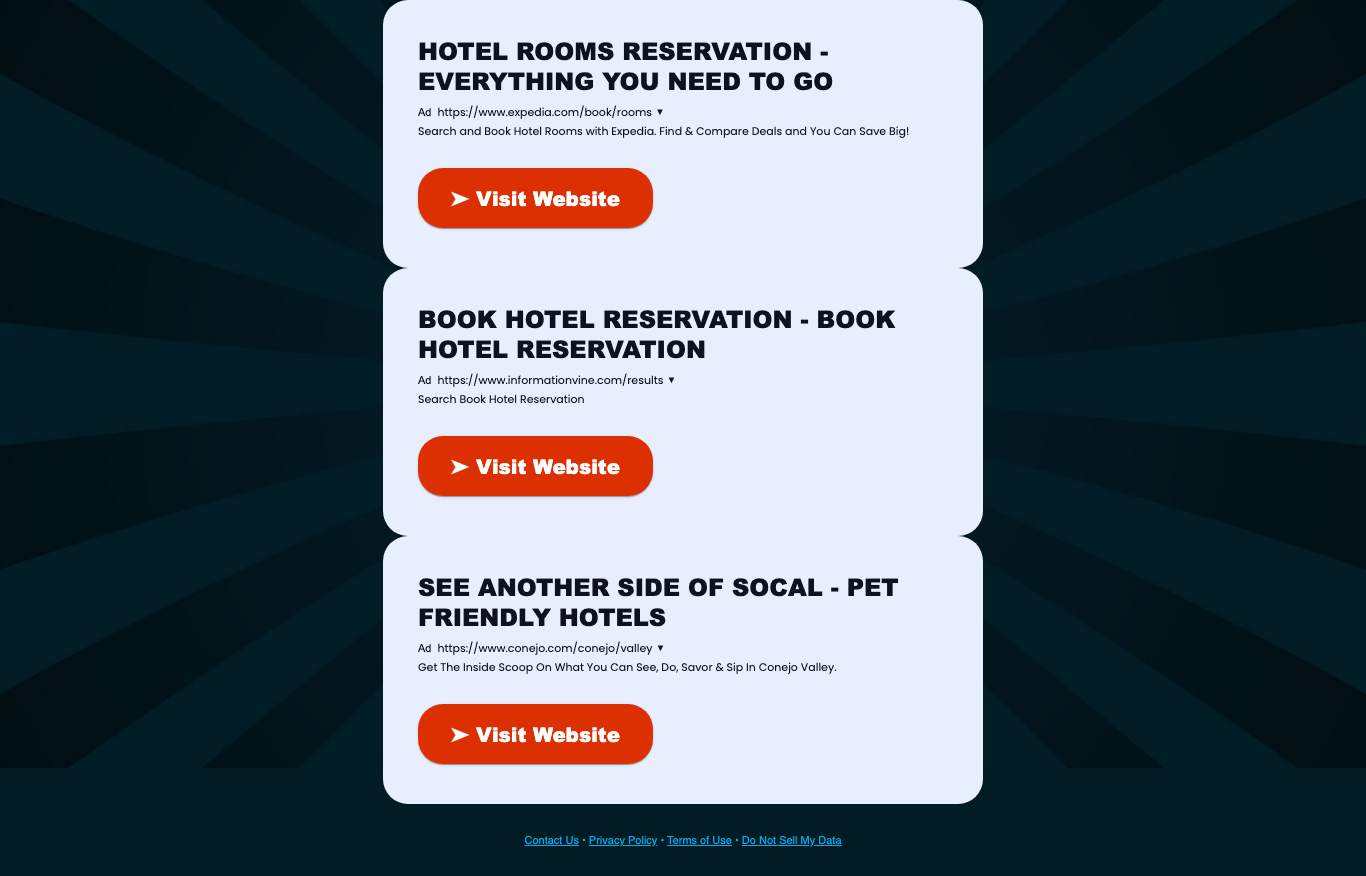 HOTEL ROOMS RESERVATION -
EVERYTHING YOU NEED TO GO
Ad https://www.expedia.com/book/rooms ▼
Search and Book Hotel Rooms with Expedia. Find & Compare Deals and You Can Save Big!
➤ Visit Website
BOOK HOTEL RESERVATION - BOOK
HOTEL RESERVATION
Ad https://www.informationvine.com/results ▼
Search Book Hotel Reservation
➤ Visit Website
SEE ANOTHER SIDE OF SOCAL - PET
FRIENDLY HOTELS
Ad https://www.conejo.com/conejo/valley ▼
Get The Inside Scoop On What You Can See, Do, Savor & Sip In Conejo Valley.
➤ Visit Website
Contact Us • Privacy Policy • Terms of Use • Do Not Sell My Data